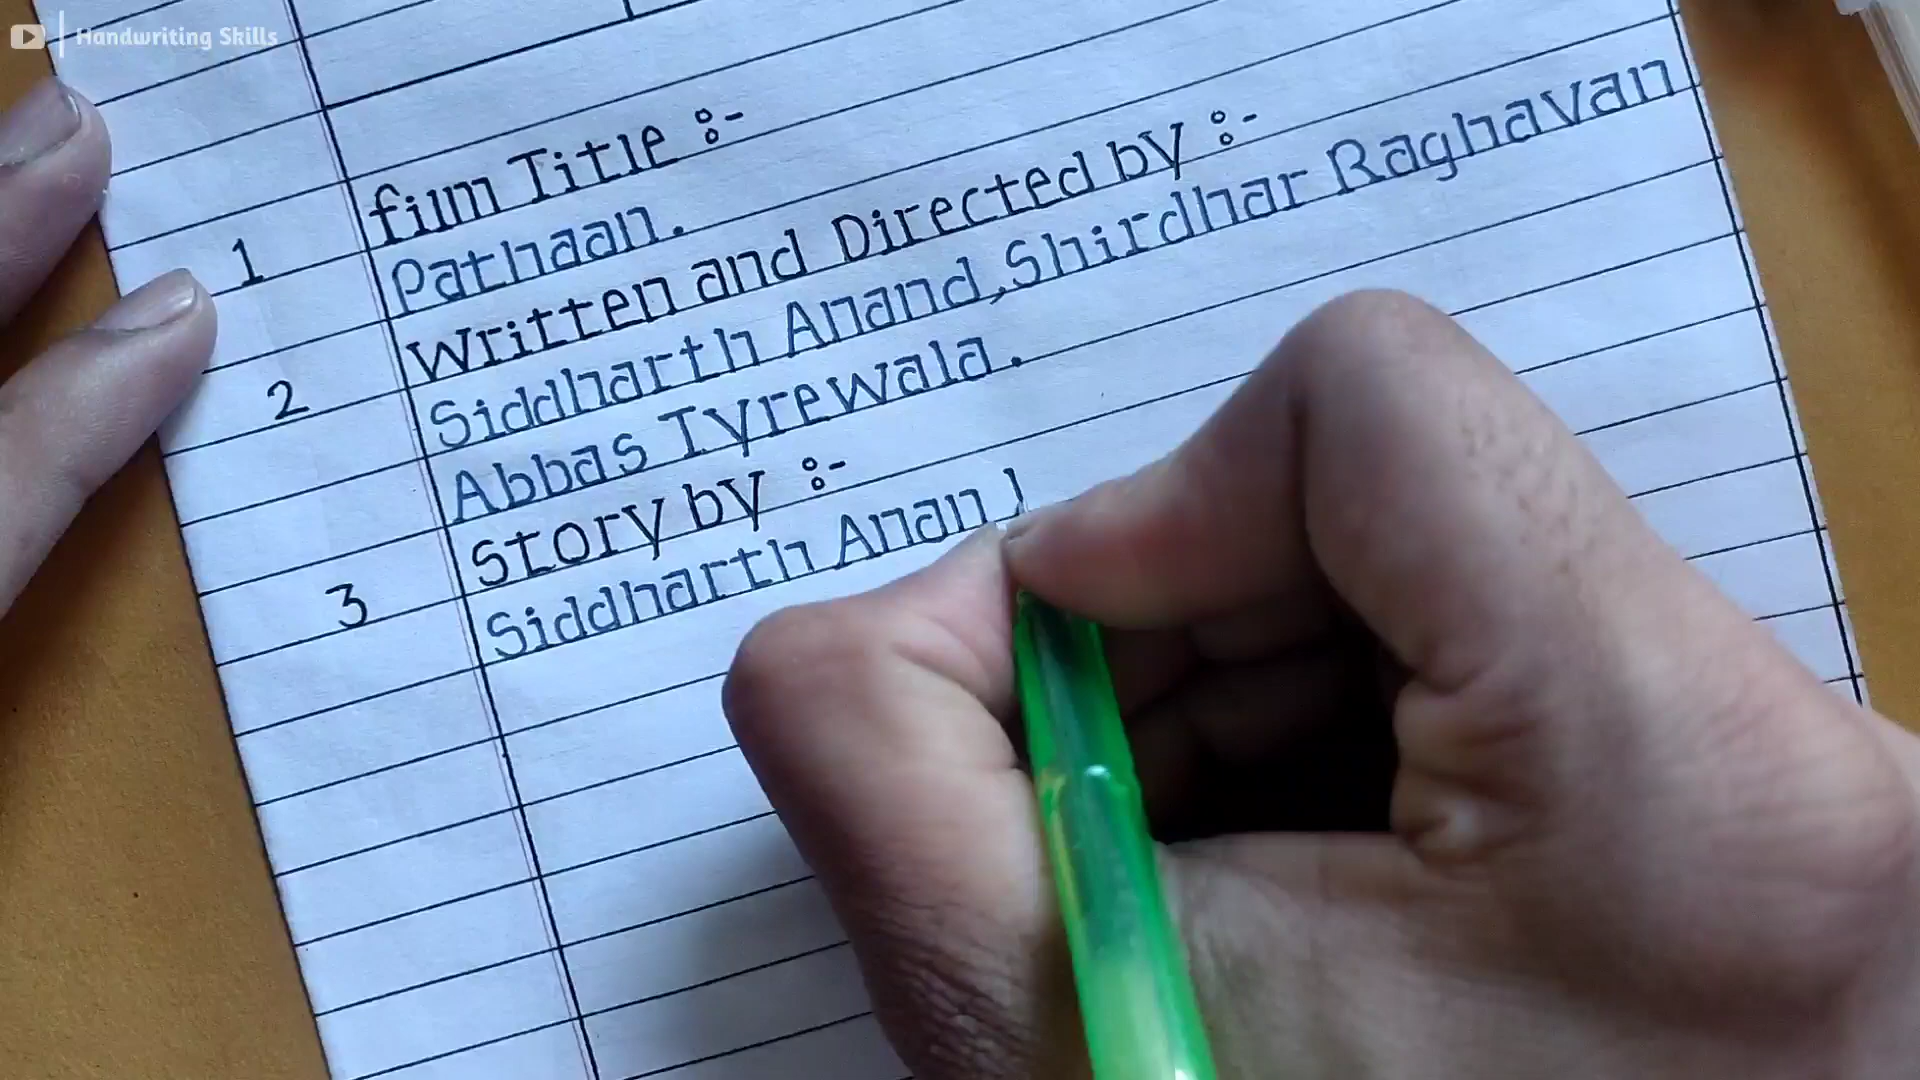 Handwriting Skills
film Title :-
1 Pathaan.
Written and Directed by :-
2 Siddharth Anand, Shirdhar Raghavan
Abbas Tyrewala.
Story by :-
3 Siddharth Anan